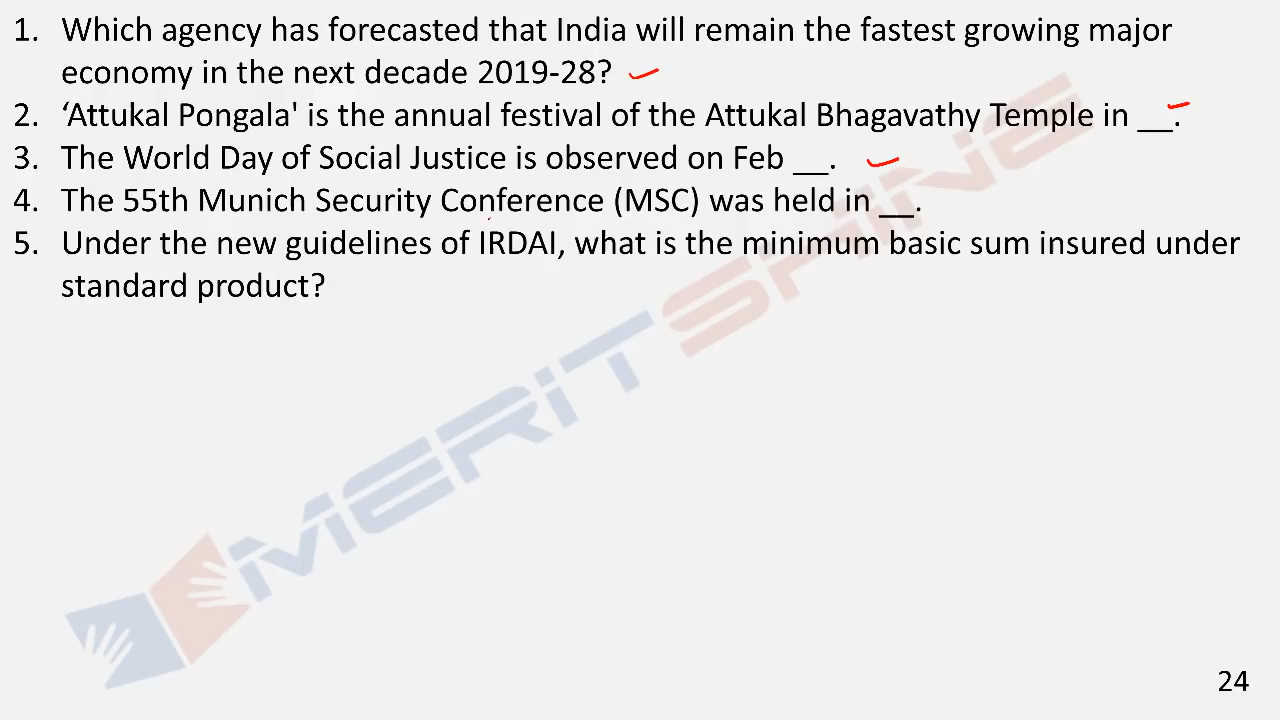 1. Which agency has forecasted that India will remain the fastest growing major
economy in the next decade 2019-28?
2. ‘Attukal Pongala' is the annual festival of the Attukal Bhagavathy Temple in __.
3. The World Day of Social Justice is observed on Feb __.
4. The 55th Munich Security Conference (MSC) was held in __.
5. Under the new guidelines of IRDAI, what is the minimum basic sum insured under
standard product?
MERiTSPiNE
24